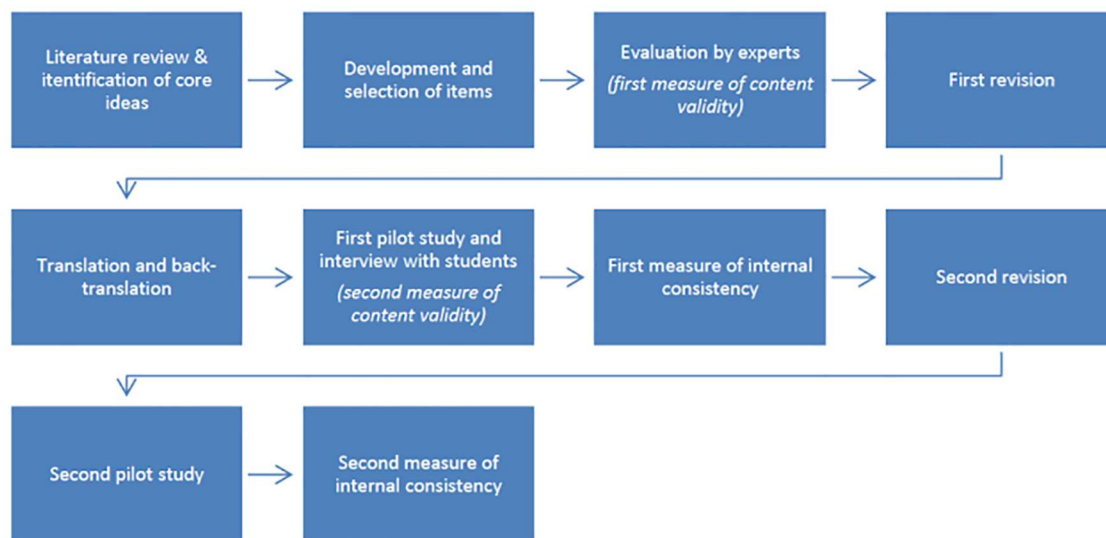 Literature review &
itentification of core
ideas
Development and
selection of items
Evaluation by experts
(first measure of content
validity)
First revision
Translation and back-
translation
First pilot study and
interview with students
(second measure of
content validity)
First measure of internal
consistency
Second revision
Second pilot study
Second measure of
internal consistency